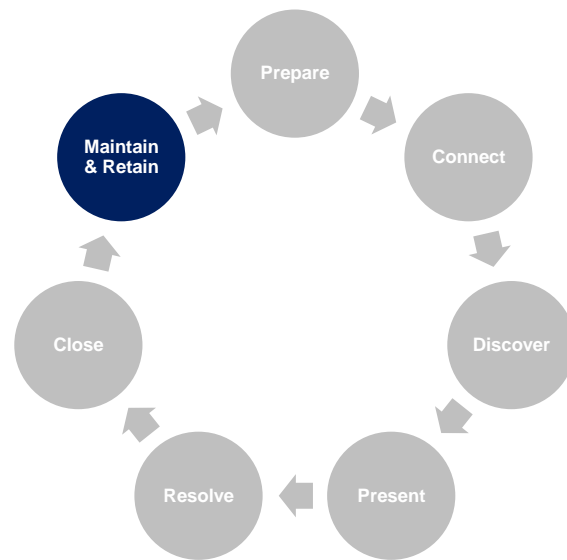 Prepare
Connect
Discover
Present
Resolve
Close
Maintain
& Retain